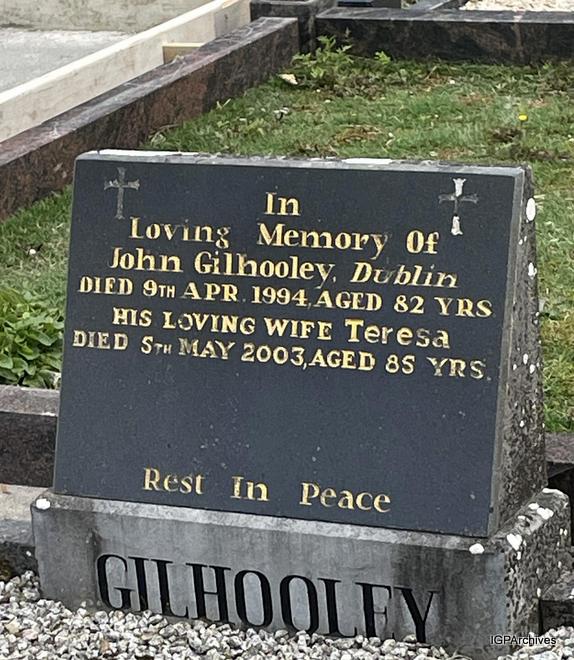 In
Loving Memory Of
John Gilhooley, Dublin
DIED 9TH APR. 1994, AGED 82 YRS.
HIS LOVING WIFE Teresa
DIED 5TH MAY 2003, AGED 85 YRS.
Rest In Peace
GILHOOLEY
IGPArchives